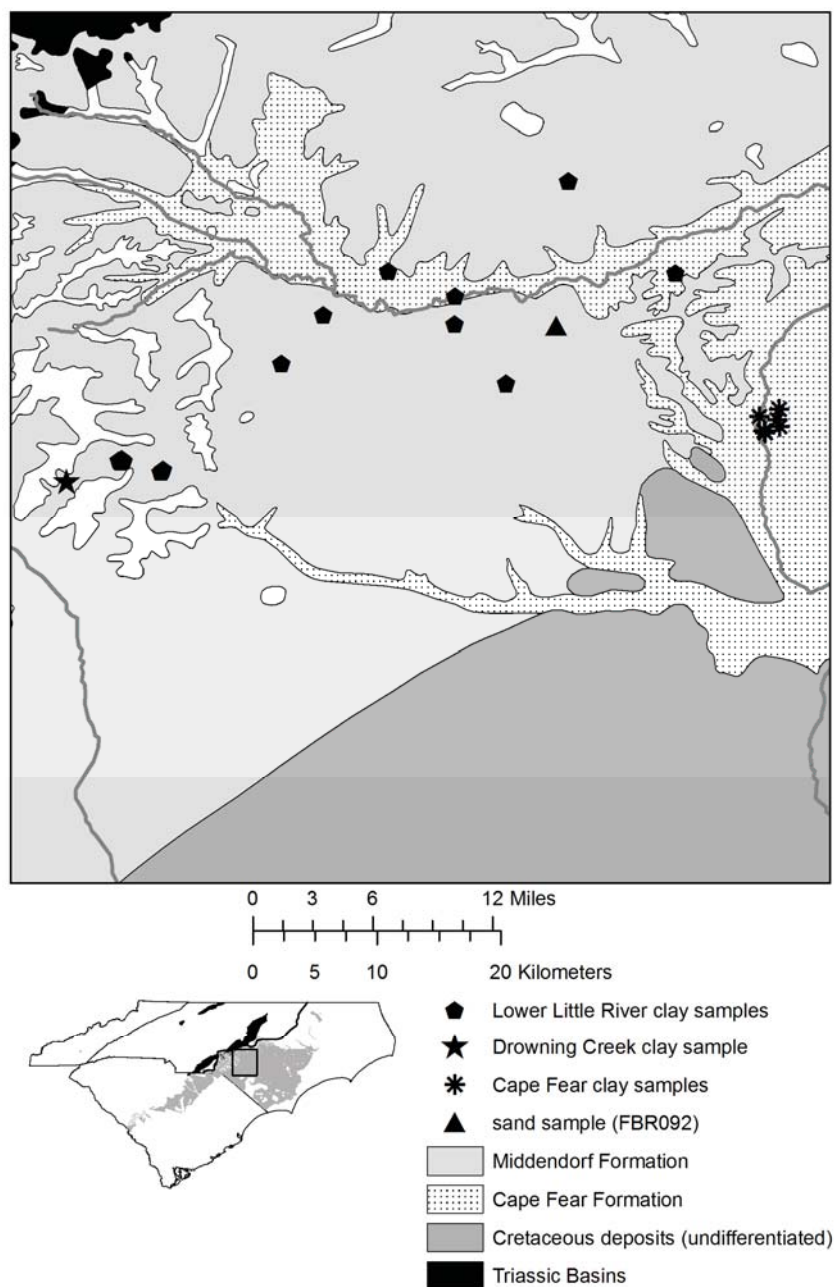 0 3 6 12 Miles
0 5 10 20 Kilometers
Lower Little River clay samples
Drowning Creek clay sample
Cape Fear clay samples
sand sample (FBR092)
Middendorf Formation
Cape Fear Formation
Cretaceous deposits (undifferentiated)
Triassic Basins